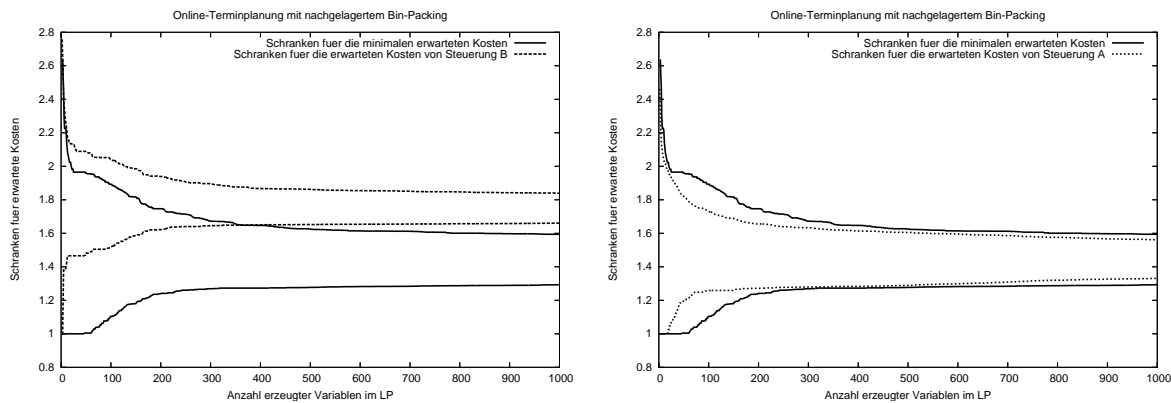 Online-Terminplanung mit nachgelagertem Bin-Packing
2.8
2.6
2.4
2.2
2
1.8
1.6
1.4
1.2
1
0.8
Schranken fuer erwartete Kosten
Schranken fuer die minimalen erwarteten Kosten
Schranken fuer die erwarteten Kosten von Steuerung B
0 100 200 300 400 500 600 700 800 900 1000
Anzahl erzeugter Variablen im LP
Online-Terminplanung mit nachgelagertem Bin-Packing
2.8
2.6
2.4
2.2
2
1.8
1.6
1.4
1.2
1
0.8
Schranken fuer erwartete Kosten
Schranken fuer die minimalen erwarteten Kosten
Schranken fuer die erwarteten Kosten von Steuerung A
0 100 200 300 400 500 600 700 800 900 1000
Anzahl erzeugter Variablen im LP